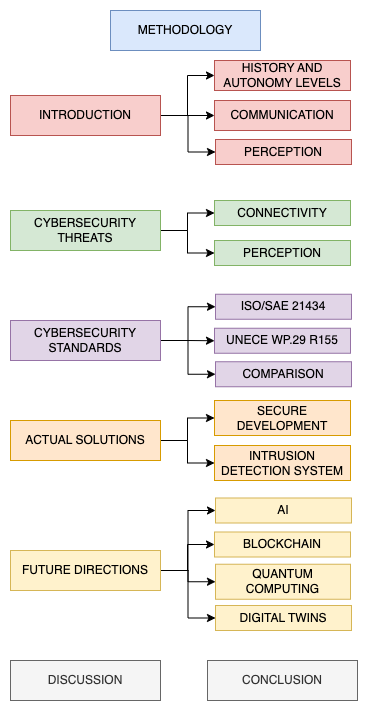 METHODOLOGY
INTRODUCTION
HISTORY AND
AUTONOMY LEVELS
COMMUNICATION
PERCEPTION
CYBERSECURITY
THREATS
CONNECTIVITY
PERCEPTION
CYBERSECURITY
STANDARDS
ISO/SAE 21434
UNECE WP.29 R155
COMPARISON
ACTUAL SOLUTIONS
SECURE
DEVELOPMENT
INTRUSION
DETECTION SYSTEM
FUTURE DIRECTIONS
AI
BLOCKCHAIN
QUANTUM
COMPUTING
DIGITAL TWINS
DISCUSSION
CONCLUSION